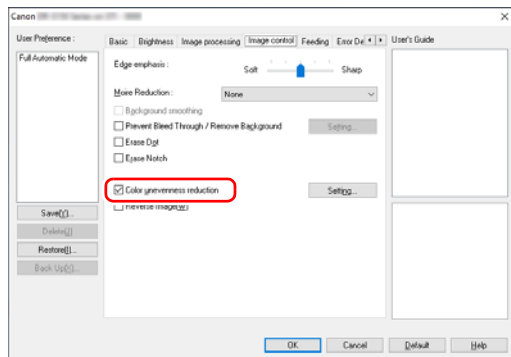 Canon
User Preference :
Full Automatic Mode
Save(Y)...
Delete(J)
Restore(I)...
Back Up(X)...
Basic Brightness Image processing Image control Feeding Error De
Edge emphasis :
Soft
Sharp
Moire Reduction :
None
Background smoothing
Prevent Bleed Through / Remove Background
Setting...
Erase Dot
Erase Notch
Color unevenness reduction
Setting...
Reverse Image(W)
User's Guide
OK
Cancel
Default
Help